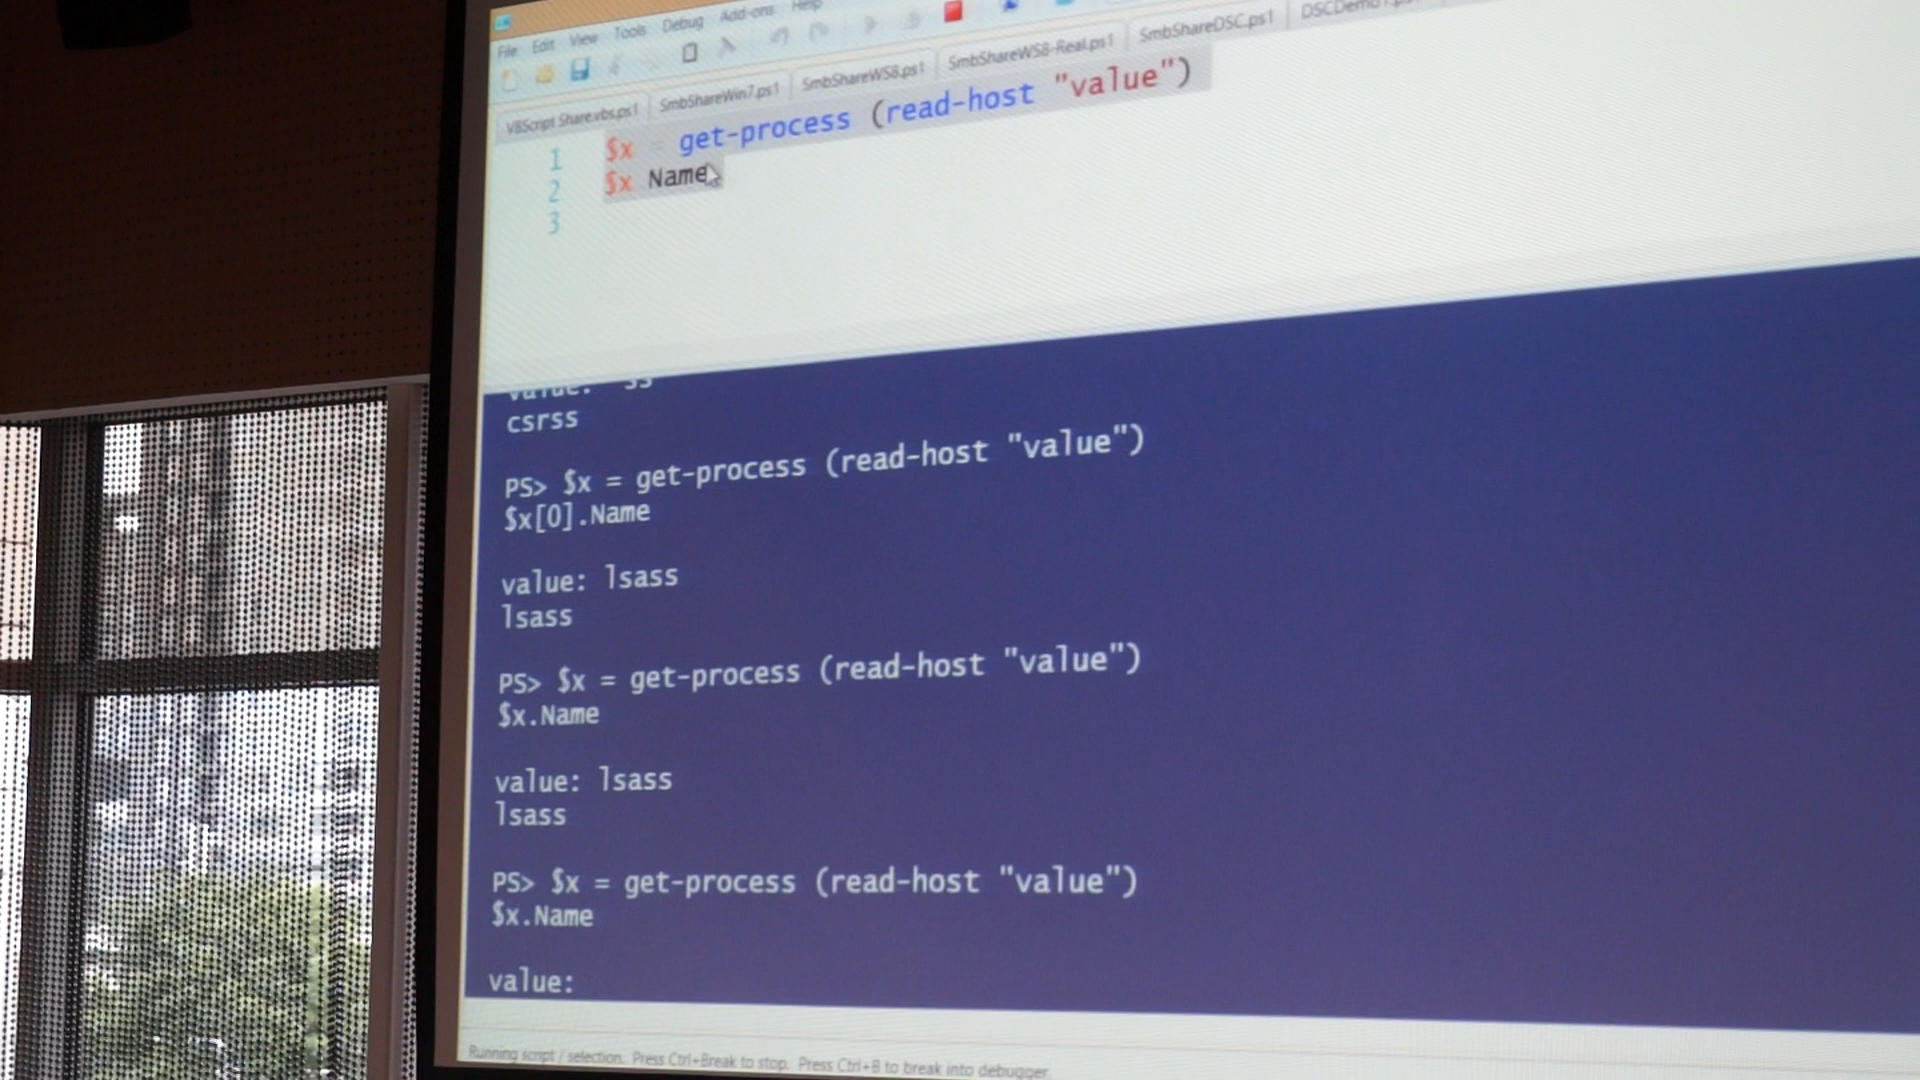 File Edit View Tools Debug Add-ons Help
VBScript Share.vbs.ps1 SmbShareWin7.ps1 SmbShareWS8.ps1 SmbShareWS8-Real.ps1 SmbShareDSC.ps1
1 $x get-process (read-host "value")
2 $x Name
3
value: ss
csrss
PS> $x = get-process (read-host "value")
$x[0].Name
value: lsass
lsass
PS> $x = get-process (read-host "value")
$x.Name
value: lsass
lsass
PS> $x = get-process (read-host "value")
$x.Name
value:
Running script / selection. Press Ctrl+Break to stop. Press Ctrl+B to break into debugger.